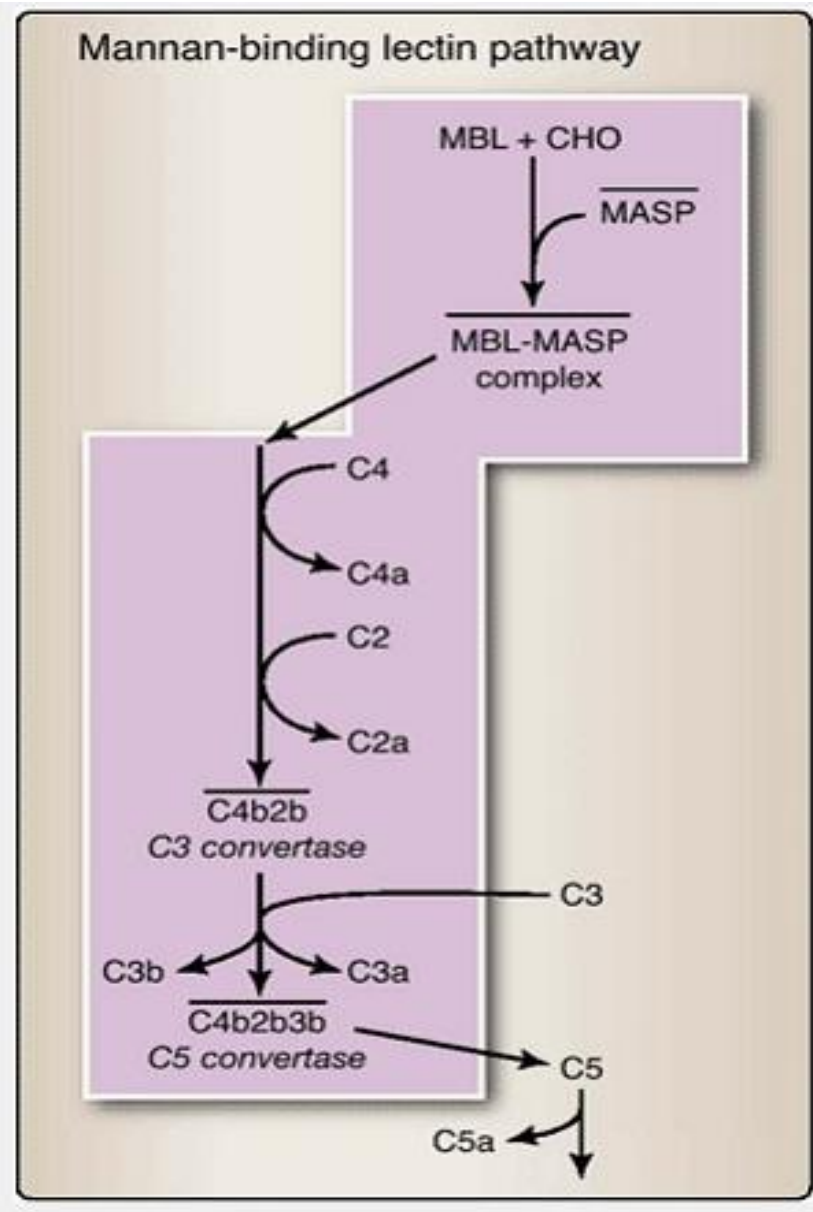 Mannan-binding lectin pathway
MBL + CHO
MASP
MBL-MASP
complex
C4
C4a
C2
C2a
C4b2b
C3 convertase
C3
C3b
C3a
C4b2b3b
C5 convertase
C5
C5a